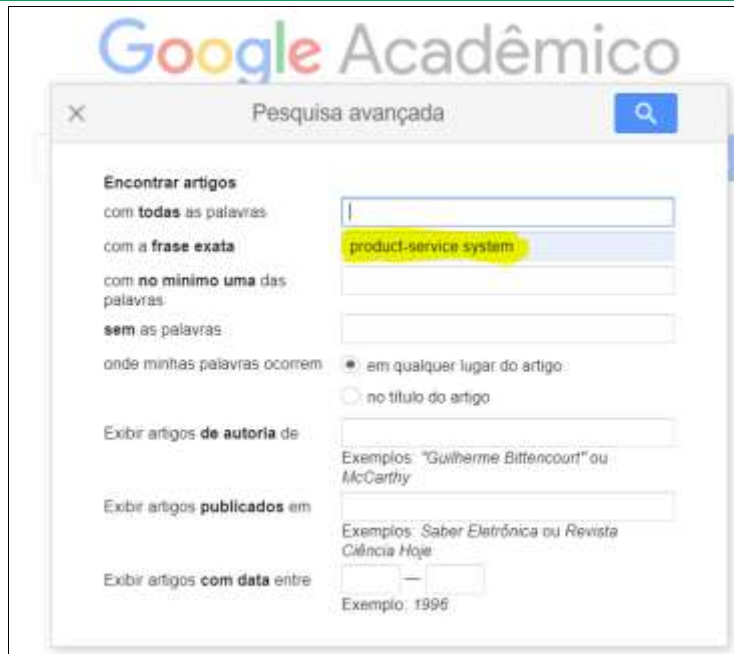 Google Acadêmico
Pesquisa avançada
Encontrar artigos
com todas as palavras
com a frase exata
product-service system
com no mínimo uma das
palavras
sem as palavras
onde minhas palavras ocorrem
em qualquer lugar do artigo
no título do artigo
Exibir artigos de autoria de
Exemplos: "Guilherme Bittencourt" ou
McCarthy
Exibir artigos publicados em
Exemplos: Saber Eletrônica ou Revista
Ciência Hoje
Exibir artigos com data entre
—
Exemplo: 1996